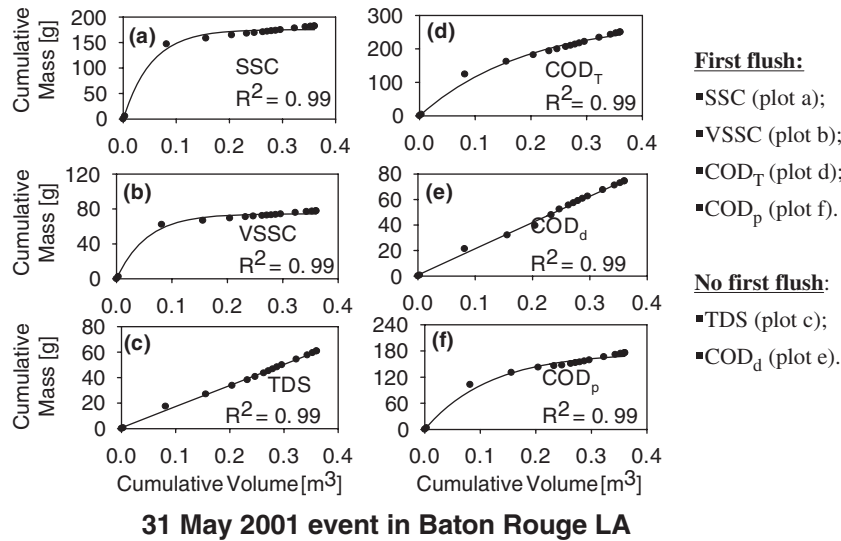 (a)
Cumulative Mass [g]
200
150
100
50
0
SSC
R² = 0.99
0.0 0.1 0.2 0.3 0.4
(b)
Cumulative Mass [g]
120
80
40
0
VSSC
R² = 0.99
0.0 0.1 0.2 0.3 0.4
(c)
Cumulative Mass [g]
80
60
40
20
0
TDS
R² = 0.99
0.0 0.1 0.2 0.3 0.4
Cumulative Volume [m³]
(d)
300
200
100
0
COD_T
R² = 0.99
0.0 0.1 0.2 0.3 0.4
(e)
80
60
40
20
0
COD_d
R² = 0.99
0.0 0.1 0.2 0.3 0.4
(f)
240
180
120
60
0
COD_p
R² = 0.99
0.0 0.1 0.2 0.3 0.4
Cumulative Volume [m³]
First flush:
▪SSC (plot a);
▪VSSC (plot b);
▪COD_T (plot d);
▪COD_p (plot f).
No first flush:
▪TDS (plot c);
▪COD_d (plot e).
31 May 2001 event in Baton Rouge LA